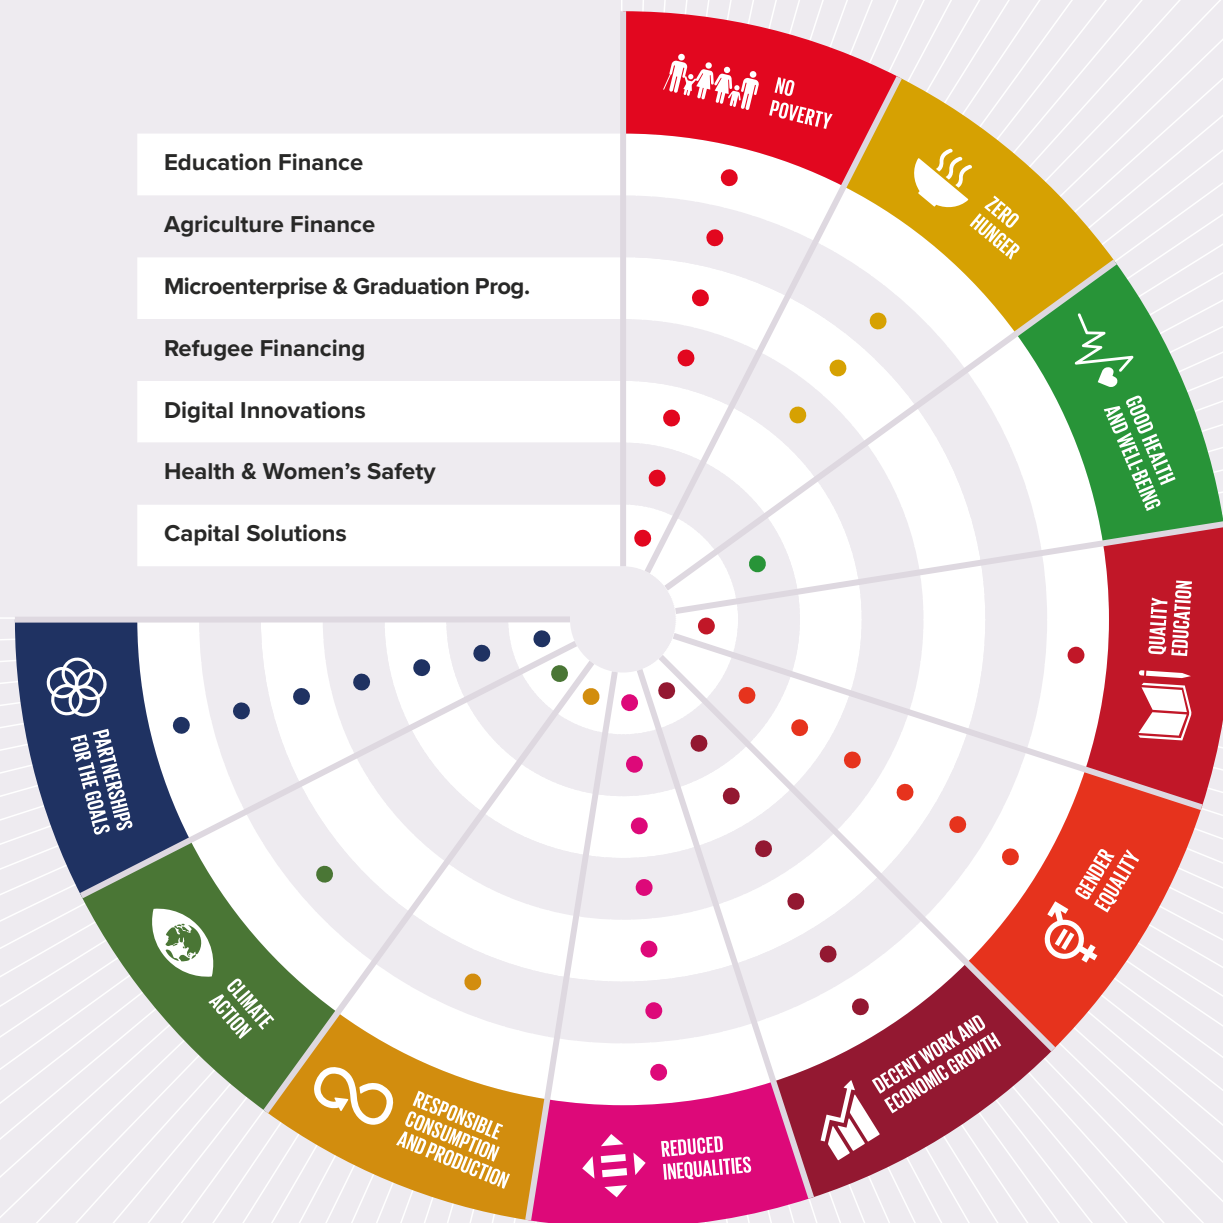 NO
POVERTY
ZERO
HUNGER
GOOD HEALTH
AND WELL-BEING
QUALITY
EDUCATION
GENDER
EQUALITY
DECENT WORK AND
ECONOMIC GROWTH
REDUCED
INEQUALITIES
RESPONSIBLE
CONSUMPTION
AND PRODUCTION
CLIMATE
ACTION
PARTNERSHIPS
FOR THE GOALS
Education Finance
Agriculture Finance
Microenterprise & Graduation Prog.
Refugee Financing
Digital Innovations
Health & Women’s Safety
Capital Solutions